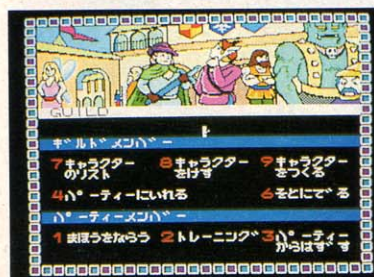 GUILD
ギルドメンバー
7キャラクターのリスト 8キャラクターをけす 9キャラクターをつくる
4パーティーにいれる 6そとにでる
パーティーメンバー
1まほうをならう 2トレーニング 3パーティーからはずす